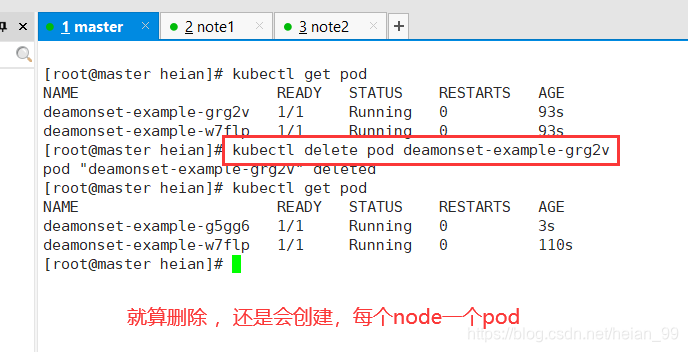 1 master
2 note1
3 note2
[root@master heian]# kubectl get pod
NAME READY STATUS RESTARTS AGE
deamonset-example-grg2v 1/1 Running 0 93s
deamonset-example-w7flp 1/1 Running 0 93s
[root@master heian]# kubectl delete pod deamonset-example-grg2v
pod "deamonset-example-grg2v" deleted
[root@master heian]# kubectl get pod
NAME READY STATUS RESTARTS AGE
deamonset-example-g5gg6 1/1 Running 0 3s
deamonset-example-w7flp 1/1 Running 0 110s
[root@master heian]#
就算删除，还是会创建，每个node一个pod
https://blog.csdn.net/heian_99